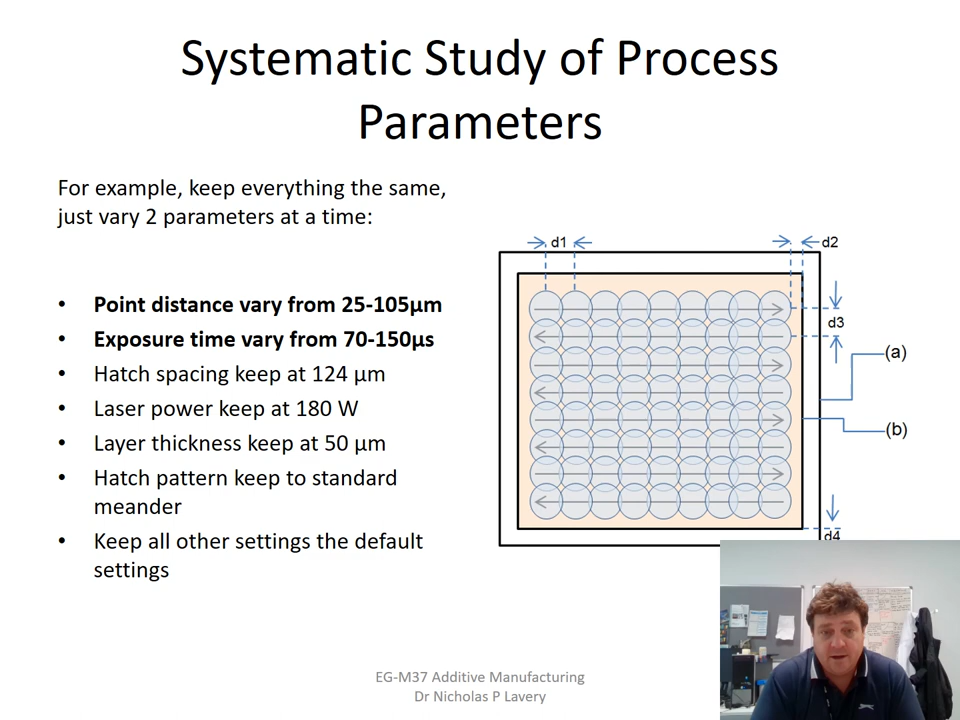 Systematic Study of Process
Parameters
For example, keep everything the same,
just vary 2 parameters at a time:
• Point distance vary from 25-105µm
• Exposure time vary from 70-150µs
• Hatch spacing keep at 124 µm
• Laser power keep at 180 W
• Layer thickness keep at 50 µm
• Hatch pattern keep to standard
meander
• Keep all other settings the default
settings
d1
d2
d3
(a)
(b)
d4
EG-M37 Additive Manufacturing
Dr Nicholas P Lavery